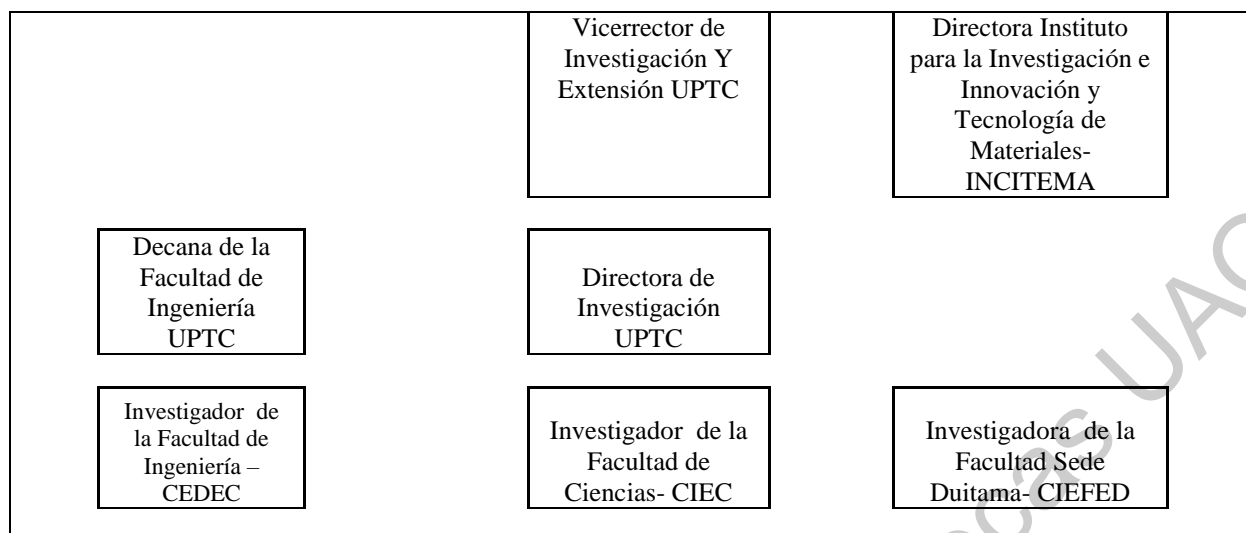 Vicerrector de
Investigación Y
Extensión UPTC
Directora Instituto
para la Investigación e
Innovación y
Tecnología de
Materiales-
INCITEMA
Decana de la
Facultad de
Ingeniería
UPTC
Directora de
Investigación
UPTC
Investigador de
la Facultad de
Ingeniería –
CEDEC
Investigador de la
Facultad de
Ciencias- CIEC
Investigadora de la
Facultad Sede
Duitama- CIEFED